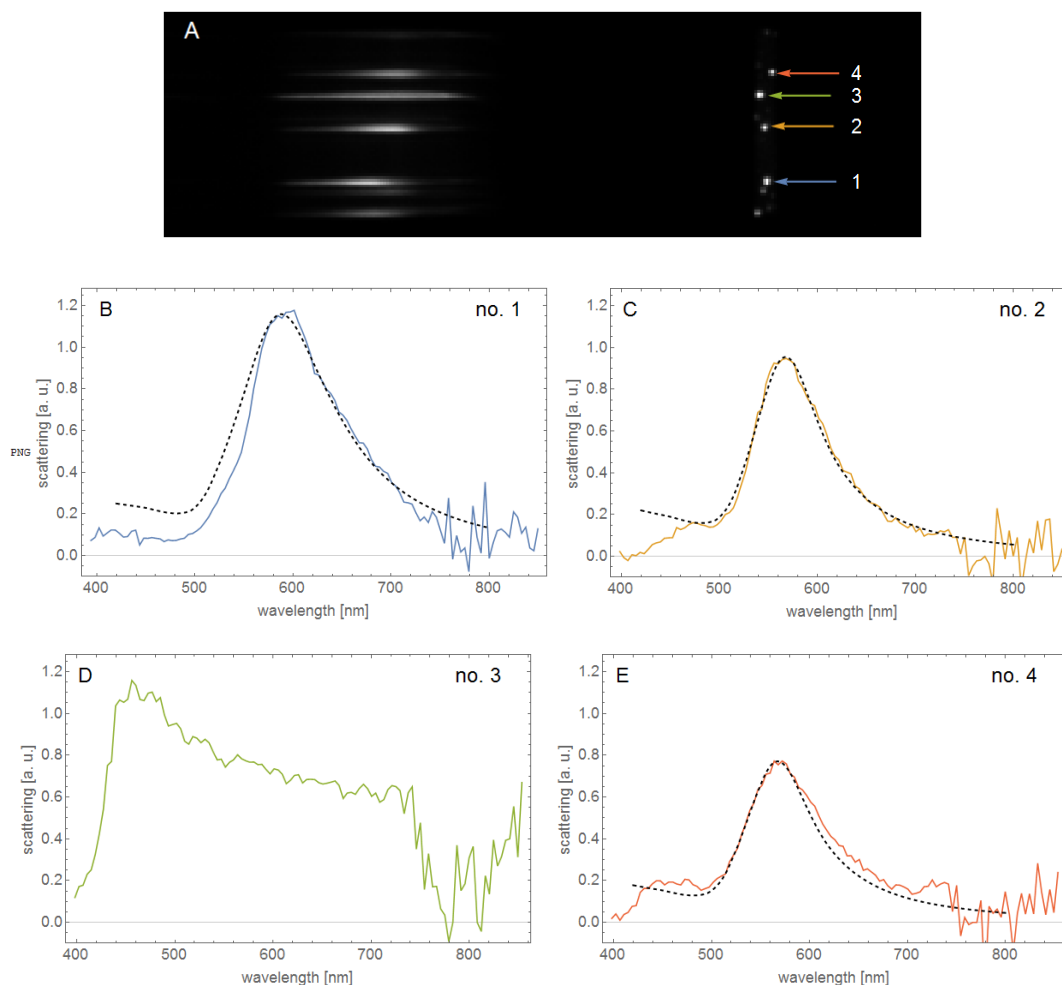 A
4
3
2
1
B
no. 1
1.2
1.0
0.8
0.6
0.4
0.2
0.0
scattering [a. u.]
400 500 600 700 800
wavelength [nm]
PNG
C
no. 2
1.2
1.0
0.8
0.6
0.4
0.2
0.0
scattering [a. u.]
400 500 600 700 800
wavelength [nm]
D
no. 3
1.2
1.0
0.8
0.6
0.4
0.2
0.0
scattering [a. u.]
400 500 600 700 800
wavelength [nm]
E
no. 4
1.2
1.0
0.8
0.6
0.4
0.2
0.0
scattering [a. u.]
400 500 600 700 800
wavelength [nm]